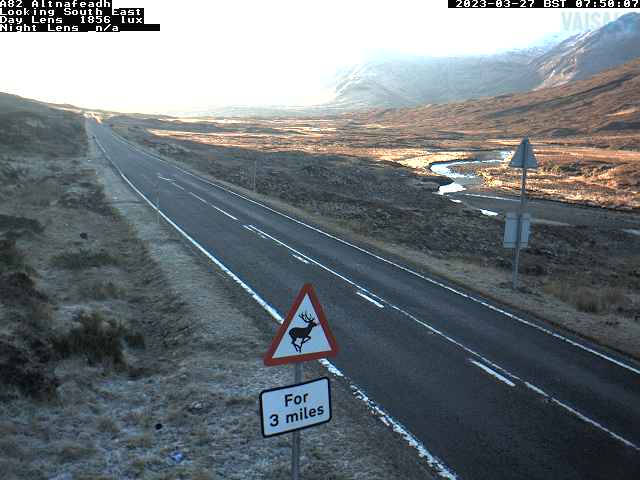 A82 Altnafeadh
Looking South East
Day Lens 1856 lux
Night Lens n/a
2023-03-27 BST 07:50:07
VAISALA
For
3 miles